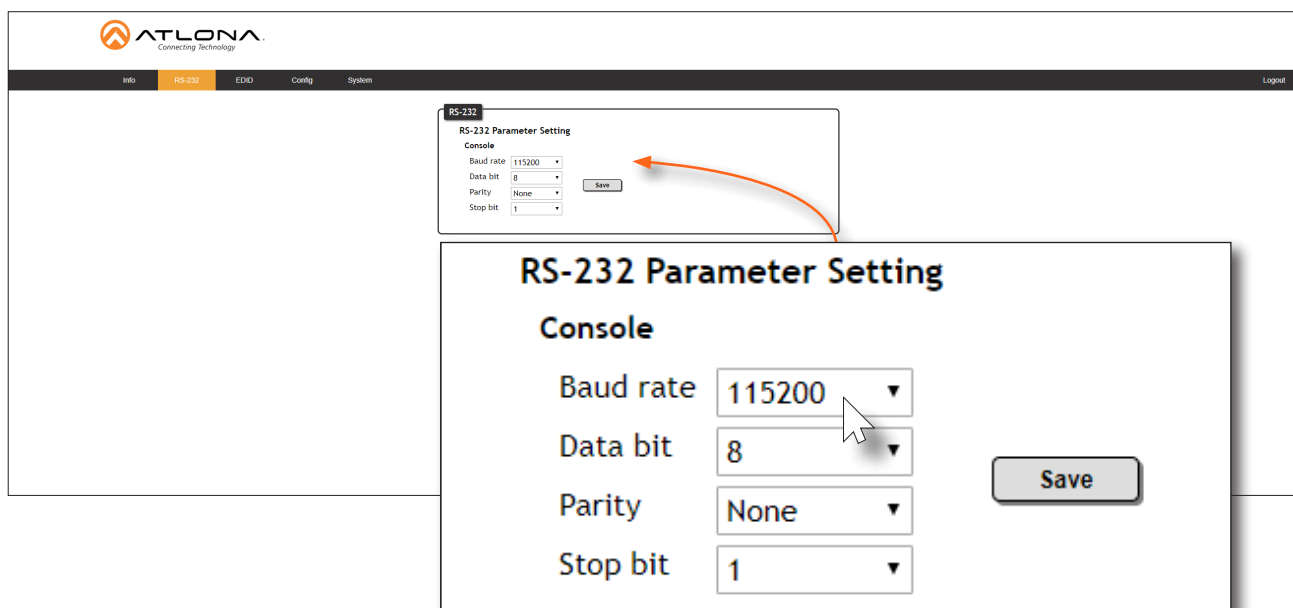 ATLONA.
Connecting Technology
Info RS-232 EDID Config System Logout
RS-232
RS-232 Parameter Setting
Console
Baud rate 115200
Data bit 8
Save
Parity None
Stop bit 1
RS-232 Parameter Setting
Console
Baud rate 115200
Data bit 8
Save
Parity None
Stop bit 1